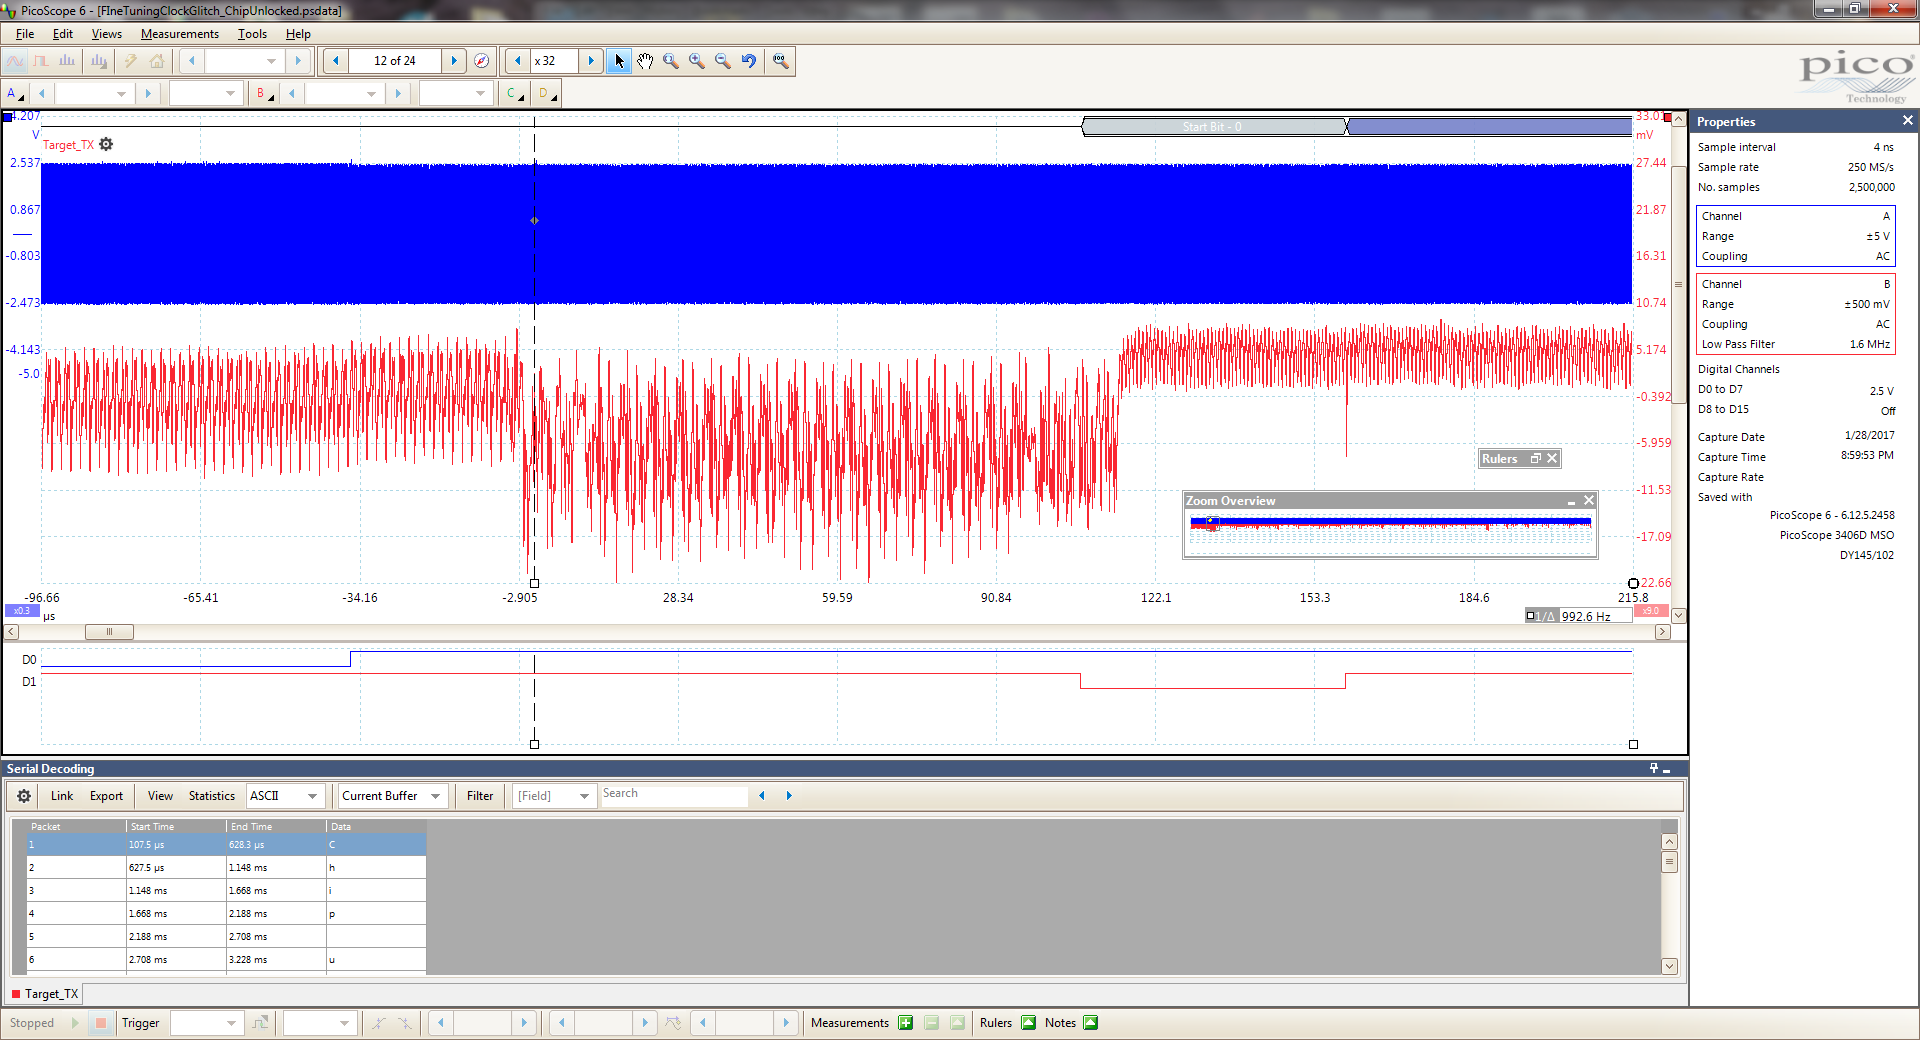 PicoScope 6 - [FIneTuningClockGlitch_ChipUnlocked.psdata]
File Edit Views Measurements Tools Help
12 of 24 x 32
pico
Technology
A B C D
4.207 Start Bit - 0 33.01
V mV
Target_TX
2.537 27.44
0.867 21.87
-0.803 16.31
-2.473 10.74
-4.143 5.174
-5.0
-0.392
-5.959
Rulers
-11.53
Zoom Overview
-17.09
-22.66
-96.66 -65.41 -34.16 -2.905 28.34 59.59 90.84 122.1 153.3 184.6 215.8
x0.3 µs 1/Δ 992.6 Hz x9.0
D0
D1
Properties
Sample interval 4 ns
Sample rate 250 MS/s
No. samples 2,500,000
Channel A
Range ±5 V
Coupling AC
Channel B
Range ±500 mV
Coupling AC
Low Pass Filter 1.6 MHz
Digital Channels
D0 to D7 2.5 V
D8 to D15 Off
Capture Date 1/28/2017
Capture Time 8:59:53 PM
Capture Rate
Saved with
PicoScope 6 - 6.12.5.2458
PicoScope 3406D MSO
DY145/102
Serial Decoding
Link Export View Statistics ASCII Current Buffer Filter [Field] Search
Packet Start Time End Time Data
1 107.5 µs 628.3 µs C
2 627.5 µs 1.148 ms h
3 1.148 ms 1.668 ms i
4 1.668 ms 2.188 ms p
5 2.188 ms 2.708 ms
6 2.708 ms 3.228 ms u
Target_TX
Stopped Trigger Measurements Rulers Notes